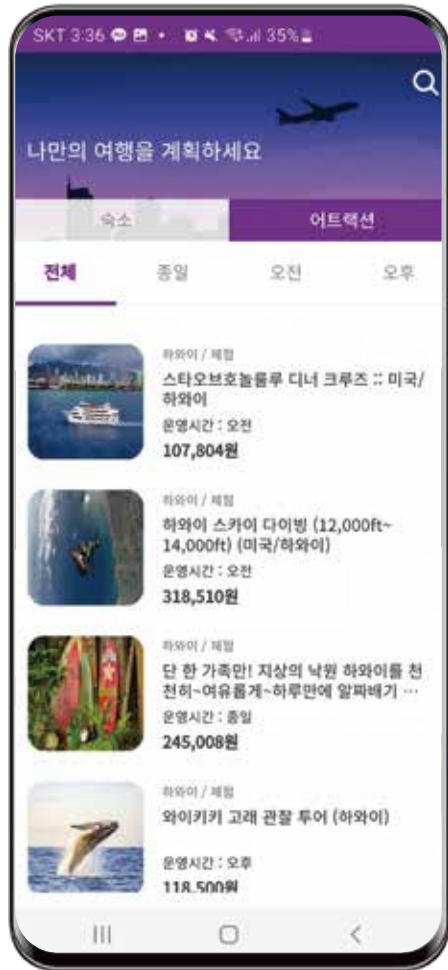 SKT 3:36 35%
나만의 여행을 계획하세요
숙소 어트랙션
전체 종일 오전 오후
하와이 / 체험
스타오브호놀룰루 디너 크루즈 :: 미국/
하와이
운영시간 : 오전
107,804원
하와이 / 체험
하와이 스카이 다이빙 (12,000ft~
14,000ft) (미국/하와이)
운영시간 : 오전
318,510원
하와이 / 체험
단 한 가족만! 지상의 낙원 하와이를 천
천히~여유롭게~하루만에 알짜배기 …
운영시간 : 종일
245,008원
하와이 / 체험
와이키키 고래 관찰 투어 (하와이)
운영시간 : 오후
118,500원